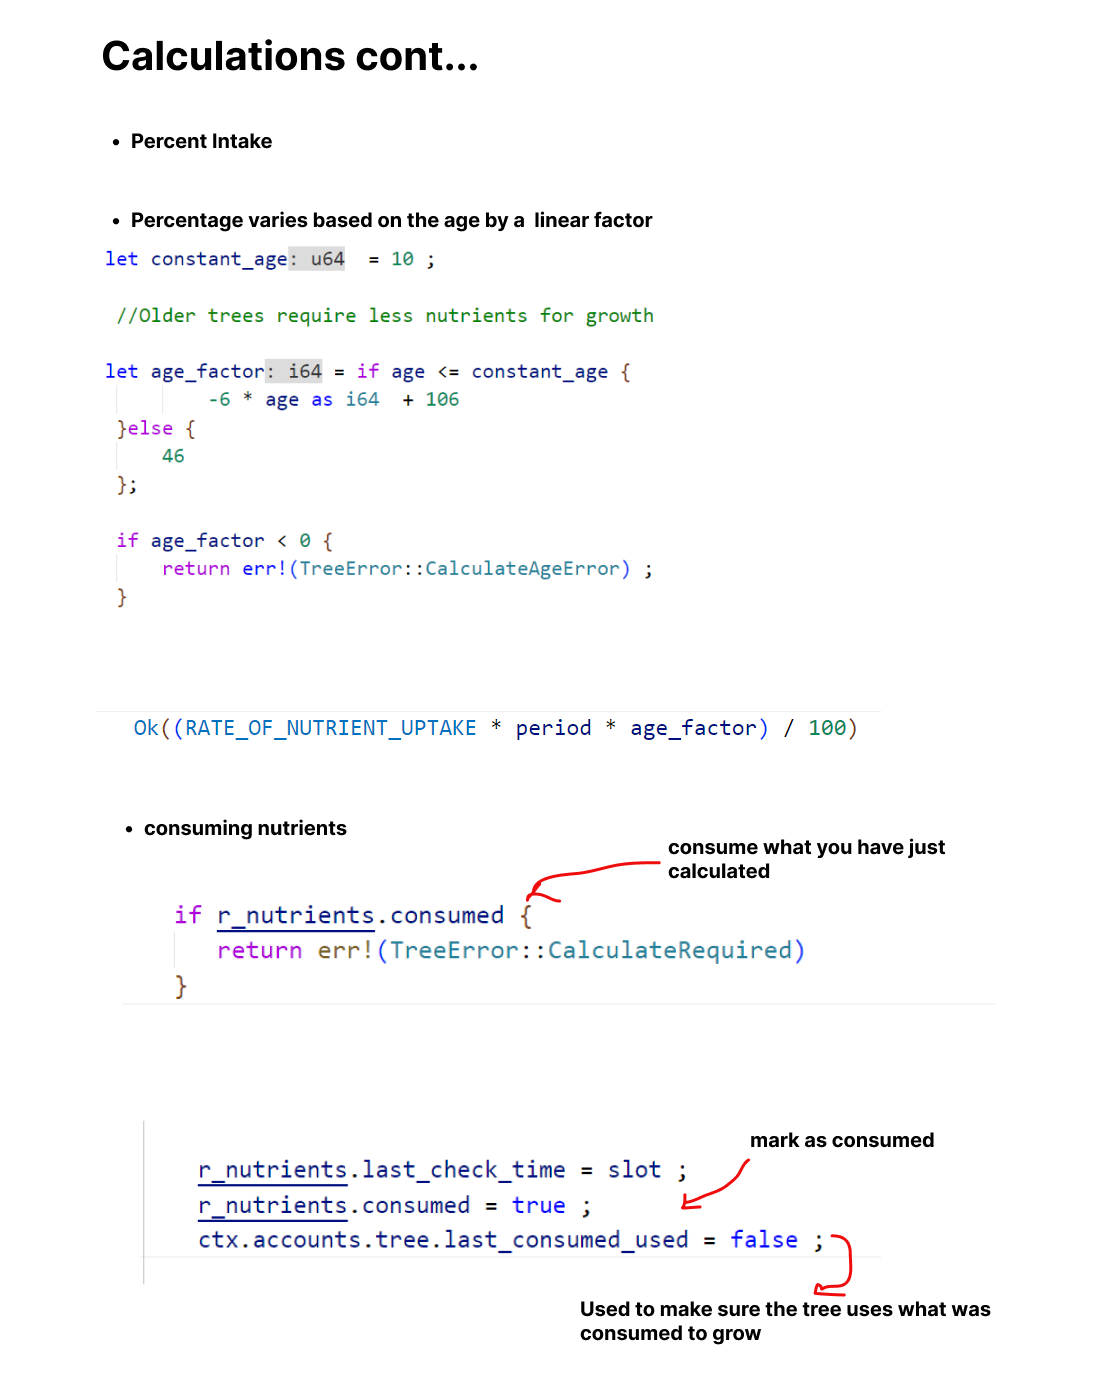 Calculations cont...
• Percent Intake
• Percentage varies based on the age by a  linear factor
let constant_age: u64  = 10 ;
//Older trees require less nutrients for growth
let age_factor: i64 = if age <= constant_age {
-6 * age as i64  + 106
}else {
46
};
if age_factor < 0 {
return err!(TreeError::CalculateAgeError) ;
}
Ok((RATE_OF_NUTRIENT_UPTAKE * period * age_factor) / 100)
• consuming nutrients
consume what you have just
calculated
if r_nutrients.consumed {
return err!(TreeError::CalculateRequired)
}
mark as consumed
r_nutrients.last_check_time = slot ;
r_nutrients.consumed = true ;
ctx.accounts.tree.last_consumed_used = false ;
Used to make sure the tree uses what was
consumed to grow